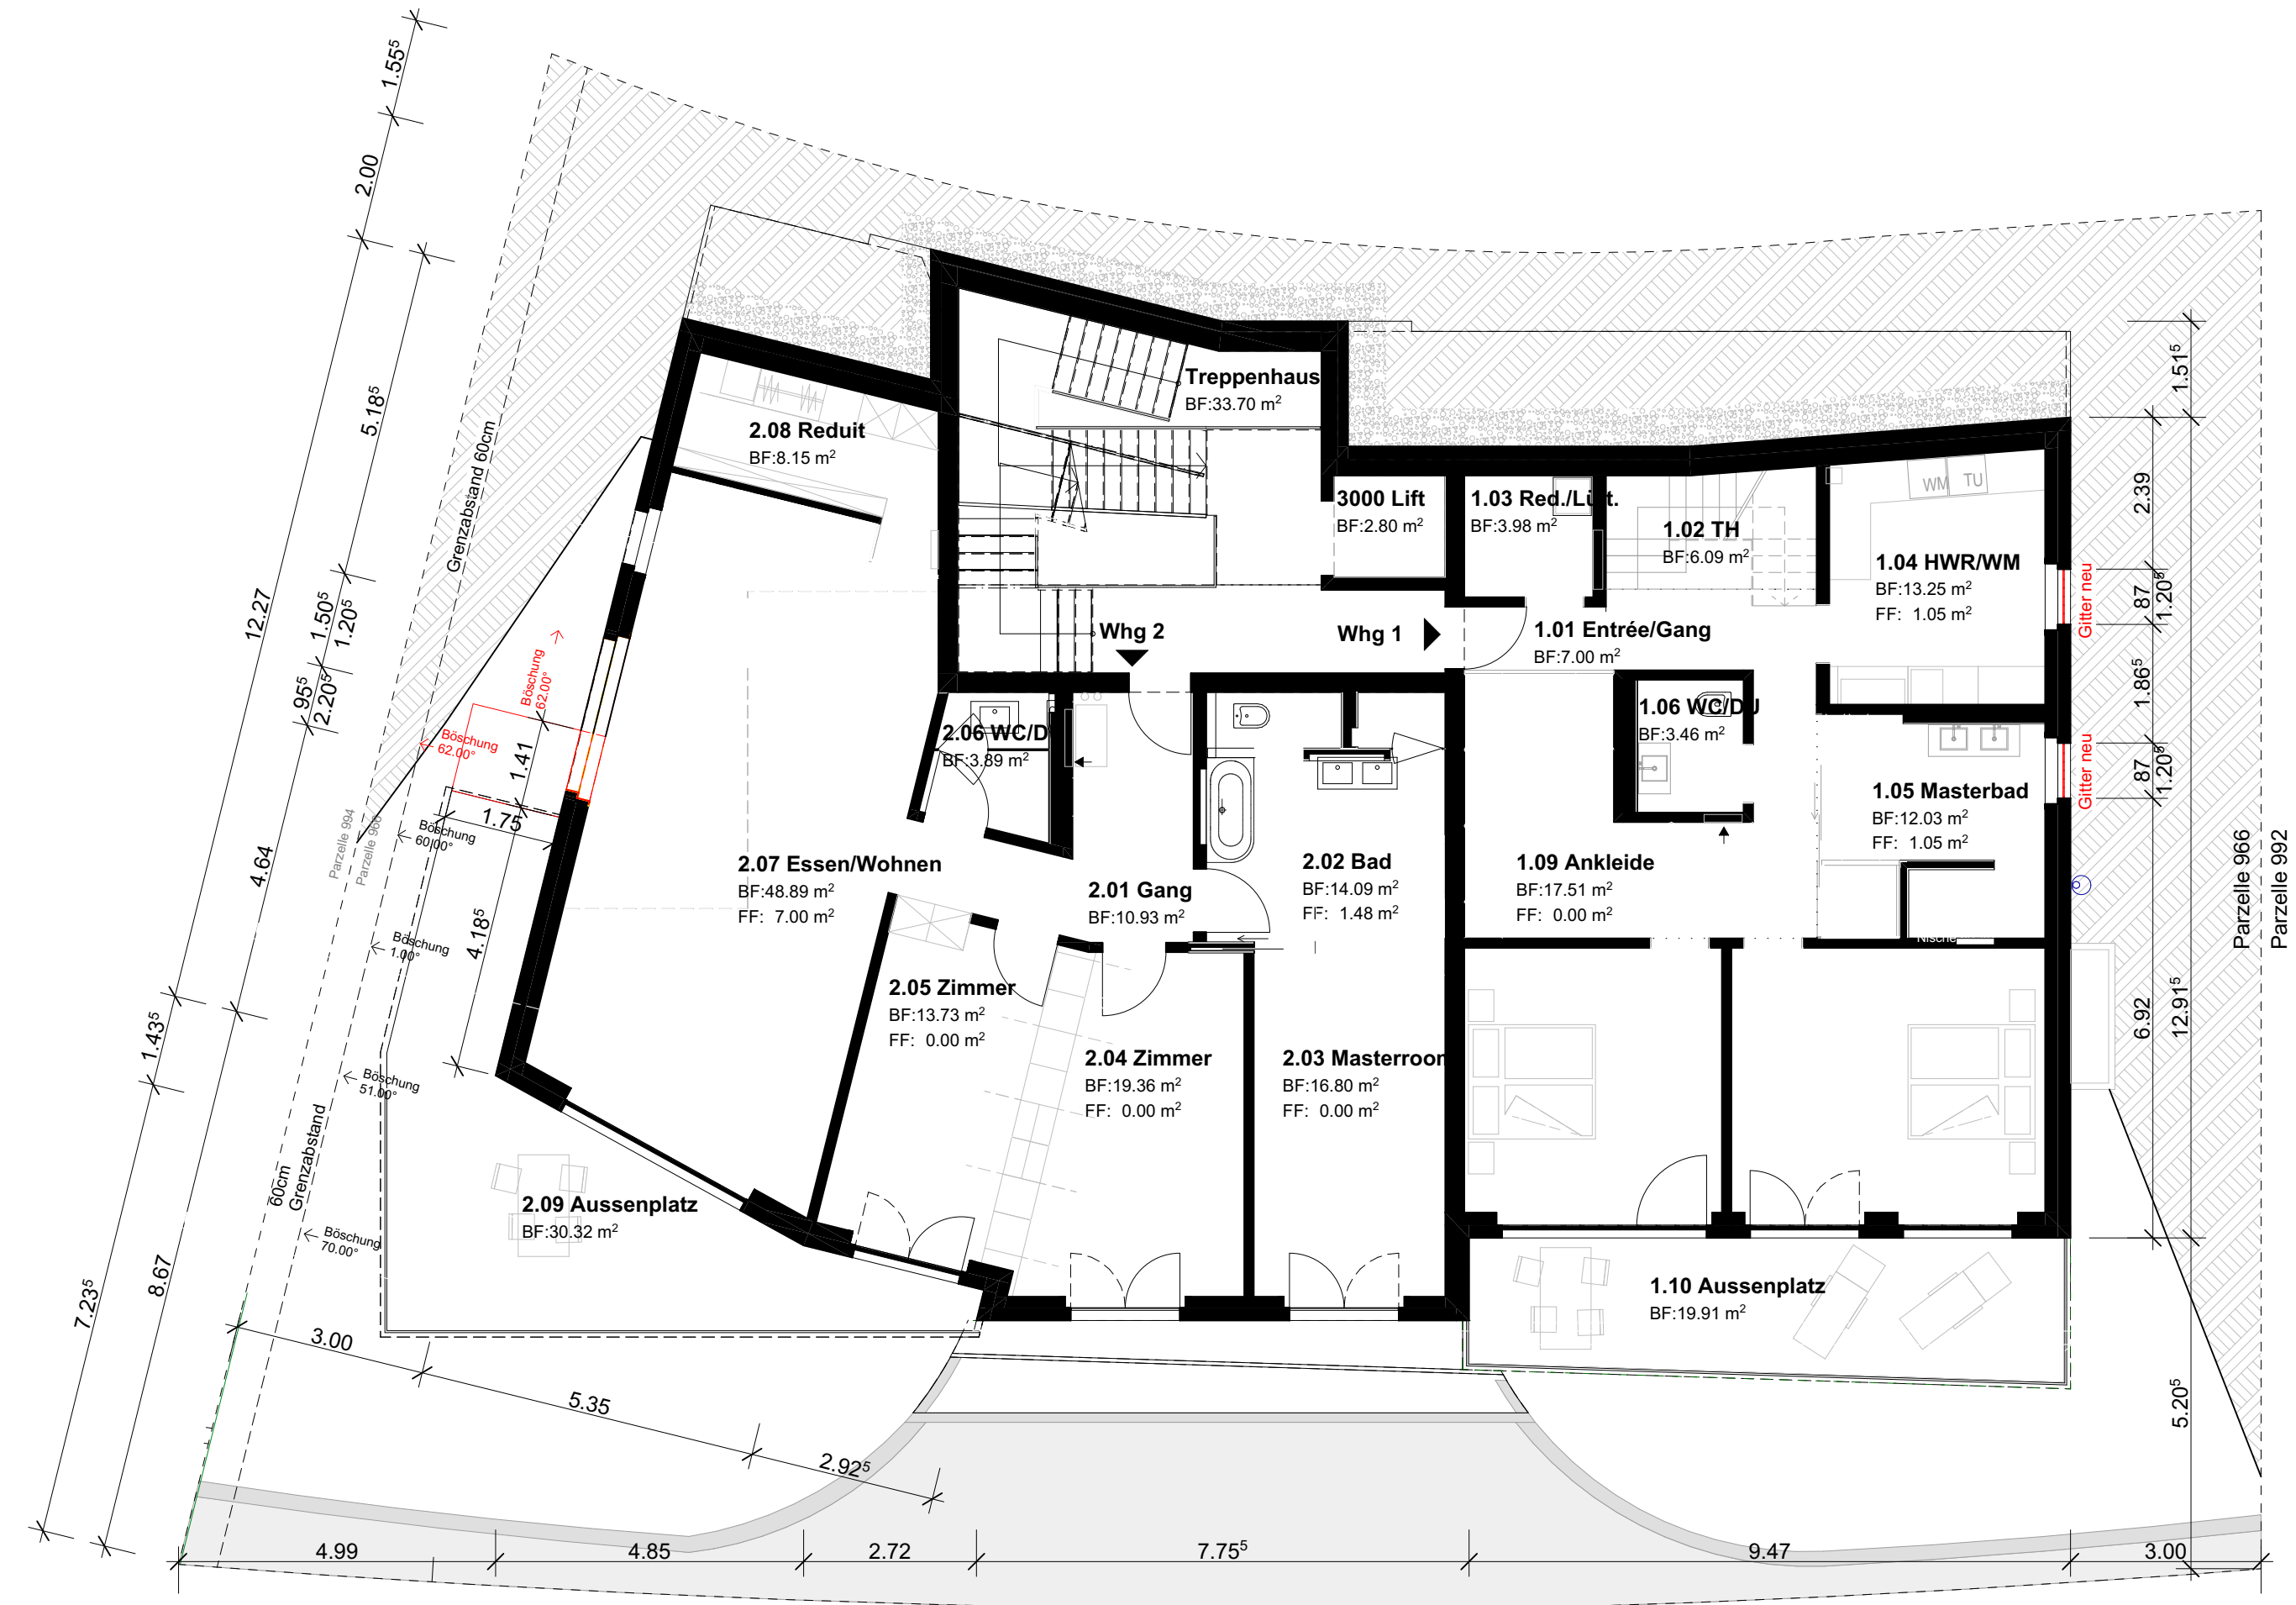 1.55⁵
2.00
12.27
5.18⁵
1.50⁵
1.20⁵
95⁵
2.20⁵
4.64
1.43⁵
7.23⁵
8.67
Grenzabstand 60cm
Böschung
62.00°
Böschung
62.00°
1.41
1.75
4.18⁵
Parzelle 994
Parzelle 966
Böschung
60.00°
Böschung
1.00°
Böschung
51.00°
60cm
Grenzabstand
Böschung
70.00°
Treppenhaus
BF:33.70 m²
2.08 Reduit
BF:8.15 m²
3000 Lift
BF:2.80 m²
1.03 Red./Lüft.
BF:3.98 m²
1.02 TH
BF:6.09 m²
WM
TU
1.04 HWR/WM
BF:13.25 m²
FF: 1.05 m²
Whg 2
Whg 1
1.01 Entrée/Gang
BF:7.00 m²
2.06 WC/D
BF:3.89 m²
1.06 WC/DU
BF:3.46 m²
1.05 Masterbad
BF:12.03 m²
FF: 1.05 m²
2.07 Essen/Wohnen
BF:48.89 m²
FF: 7.00 m²
2.01 Gang
BF:10.93 m²
2.02 Bad
BF:14.09 m²
FF: 1.48 m²
1.09 Ankleide
BF:17.51 m²
FF: 0.00 m²
Nische
2.05 Zimmer
BF:13.73 m²
FF: 0.00 m²
2.04 Zimmer
BF:19.36 m²
FF: 0.00 m²
2.03 Masterroom
BF:16.80 m²
FF: 0.00 m²
2.09 Aussenplatz
BF:30.32 m²
1.10 Aussenplatz
BF:19.91 m²
Gitter neu
Gitter neu
1.51⁵
2.39
87
1.20⁵
1.86⁵
87
1.20⁵
6.92
12.91⁵
5.20⁵
Parzelle 966
Parzelle 992
3.00
5.35
2.92⁵
4.99
4.85
2.72
7.75⁵
9.47
3.00